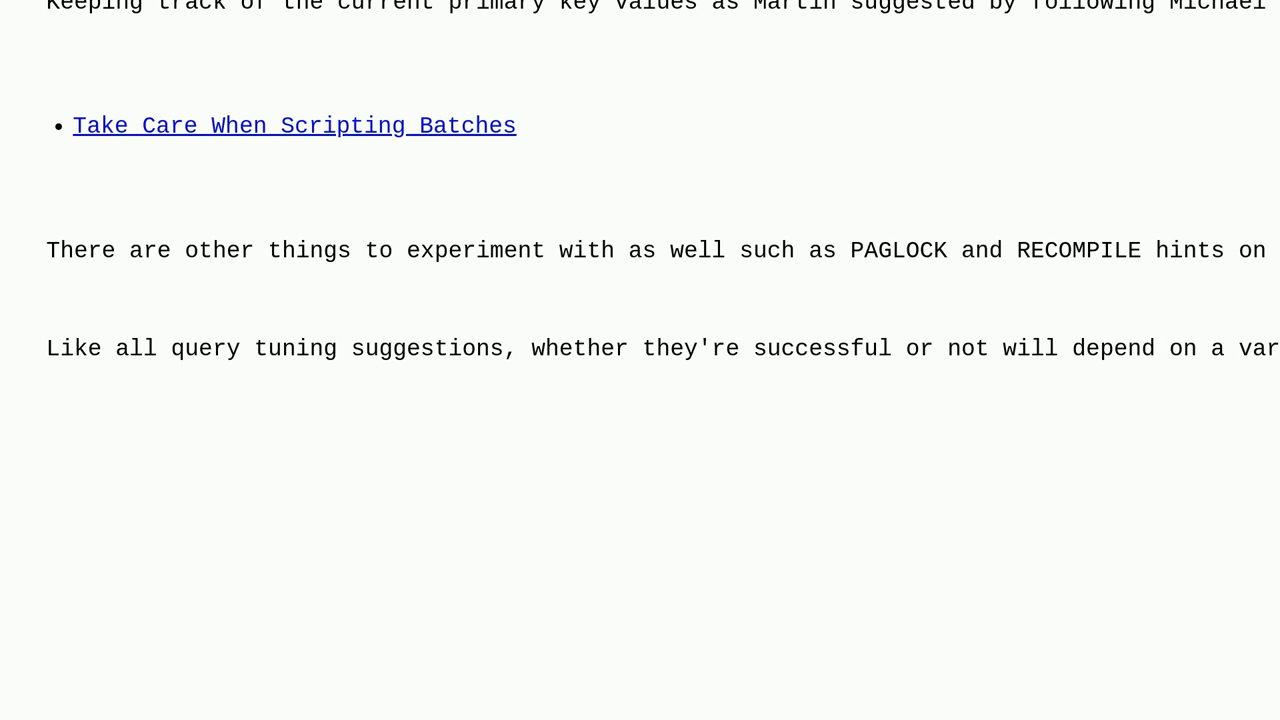 Keeping track of the current primary key values as Martin suggested by following Michael
Take Care When Scripting Batches
There are other things to experiment with as well such as PAGLOCK and RECOMPILE hints on
Like all query tuning suggestions, whether they're successful or not will depend on a var